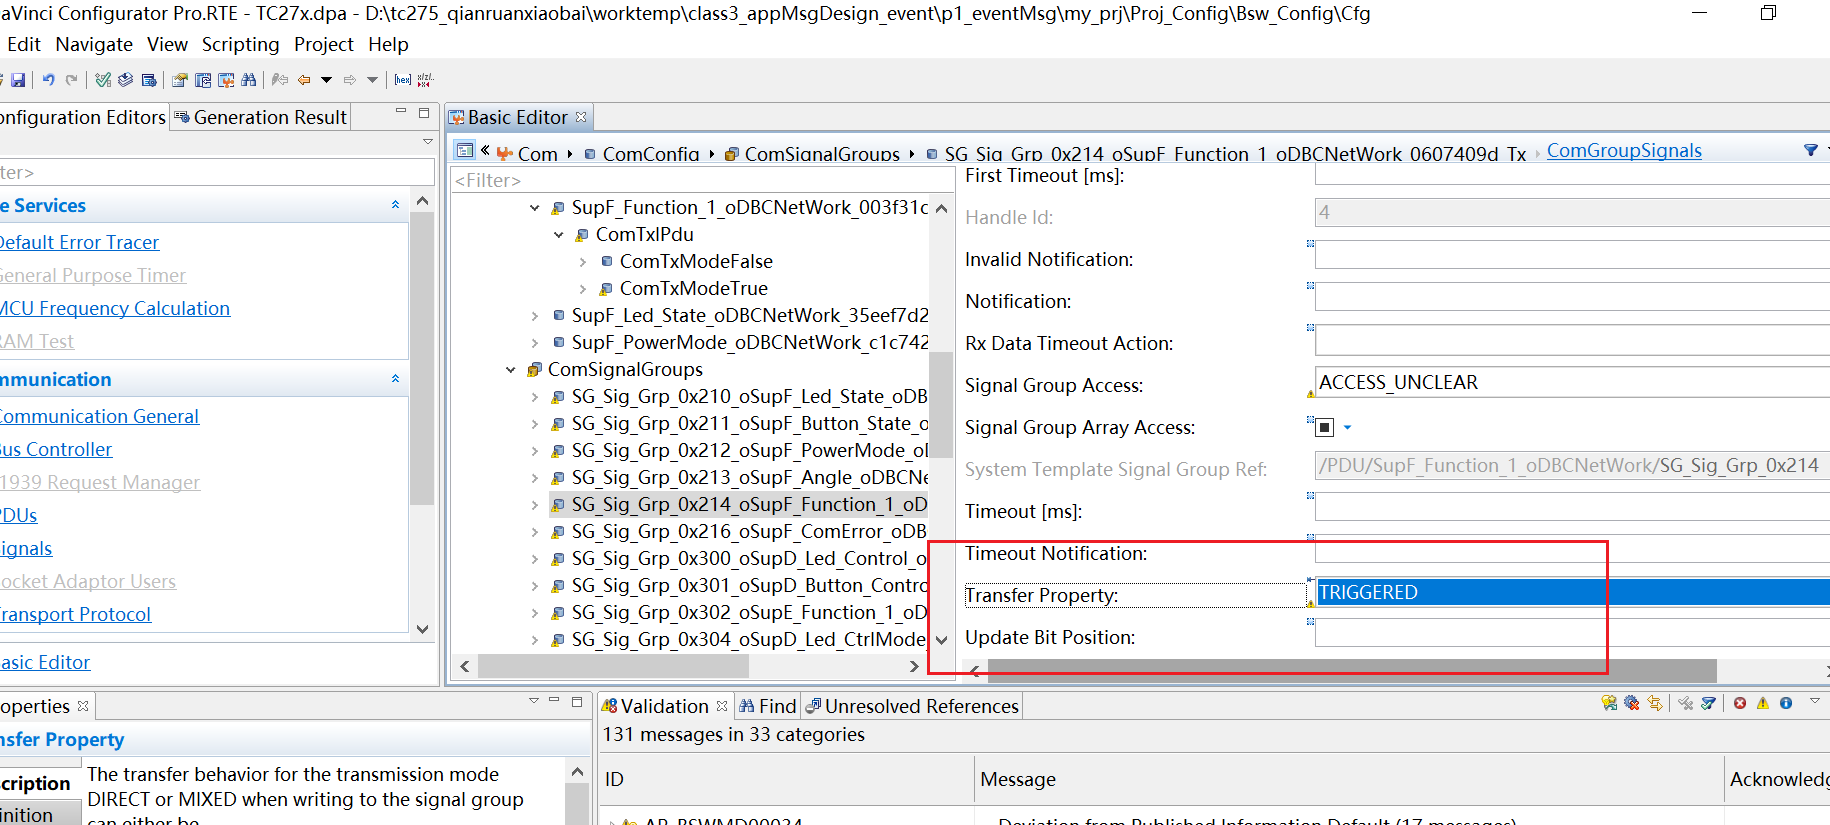 DaVinci Configurator Pro.RTE - TC27x.dpa - D:\tc275_qianruanxiaobai\worktemp\class3_appMsgDesign_event\p1_eventMsg\my_prj\Proj_Config\Bsw_Config\Cfg
Edit Navigate View Scripting Project Help
onfiguration Editors
Generation Result
ter>
e Services
Default Error Tracer
General Purpose Timer
MCU Frequency Calculation
RAM Test
mmunication
Communication General
Bus Controller
1939 Request Manager
PDUs
ignals
ocket Adaptor Users
ransport Protocol
asic Editor
Basic Editor
« Com ComConfig ComSignalGroups SG_Sig_Grp_0x214_oSupF_Function_1_oDBCNetWork_0607409d_Tx ComGroupSignals
<Filter>
SupF_Function_1_oDBCNetWork_003f31c
ComTxIPdu
ComTxModeFalse
ComTxModeTrue
SupF_Led_State_oDBCNetWork_35eef7d2
SupF_PowerMode_oDBCNetWork_c1c742
ComSignalGroups
SG_Sig_Grp_0x210_oSupF_Led_State_oDB
SG_Sig_Grp_0x211_oSupF_Button_State_o
SG_Sig_Grp_0x212_oSupF_PowerMode_o
SG_Sig_Grp_0x213_oSupF_Angle_oDBCNe
SG_Sig_Grp_0x214_oSupF_Function_1_oD
SG_Sig_Grp_0x216_oSupF_ComError_oDB
SG_Sig_Grp_0x300_oSupD_Led_Control_o
SG_Sig_Grp_0x301_oSupD_Button_Contro
SG_Sig_Grp_0x302_oSupE_Function_1_oD
SG_Sig_Grp_0x304_oSupD_Led_CtrlMode_
First Timeout [ms]:
Handle Id: 4
Invalid Notification:
Notification:
Rx Data Timeout Action:
Signal Group Access: ACCESS_UNCLEAR
Signal Group Array Access:
System Template Signal Group Ref: /PDU/SupF_Function_1_oDBCNetWork/SG_Sig_Grp_0x214
Timeout [ms]:
Timeout Notification:
Transfer Property: TRIGGERED
Update Bit Position:
operties
nsfer Property
cription
inition
The transfer behavior for the transmission mode
DIRECT or MIXED when writing to the signal group
can either be
Validation Find Unresolved References
131 messages in 33 categories
ID Message Acknowledg
AR-BSWMD00034 Deviation from Published Information Default (17 messages)